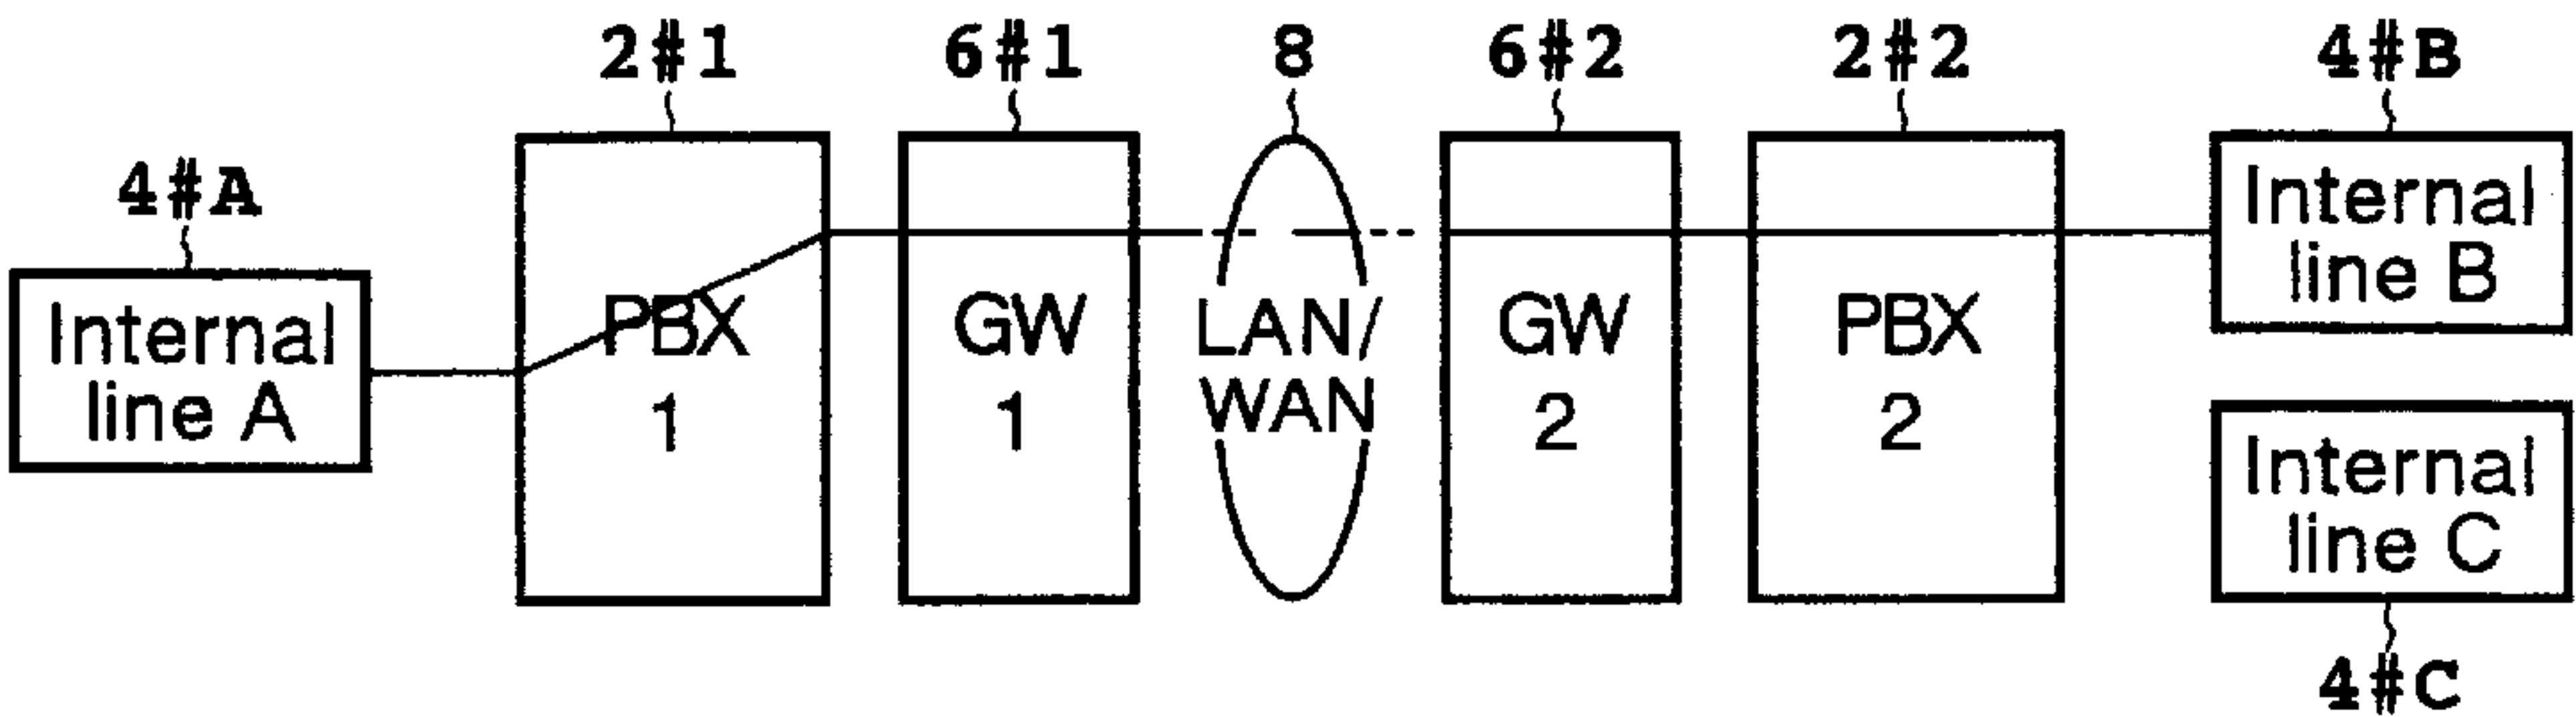 2#1
6#1
8
6#2
2#2
4#B
4#A
Internal
line A
PBX
1
GW
1
LAN/
WAN
GW
2
PBX
2
Internal
line B
Internal
line C
4#C